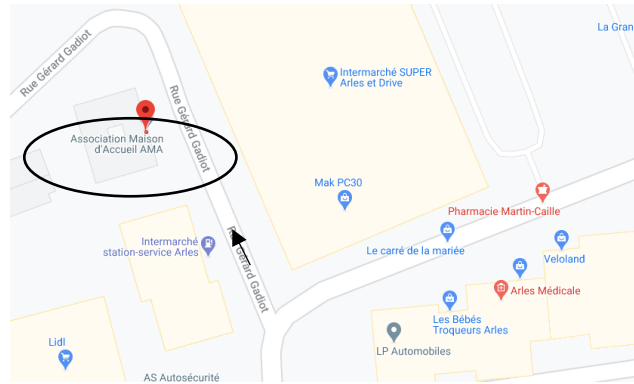 Rue Gérard Gadiot
La Gran
Intermarché SUPER
Arles et Drive
Rue Gérard Gadiot
Association Maison
d'Accueil AMA
Mak PC30
Pharmacie Martin-Caille
Intermarché
station-service Arles
Rue Gérard Gadiot
Le carré de la mariée
Veloland
Arles Médicale
Les Bébés
Troqueurs Arles
Lidl
LP Automobiles
AS Autosécurité